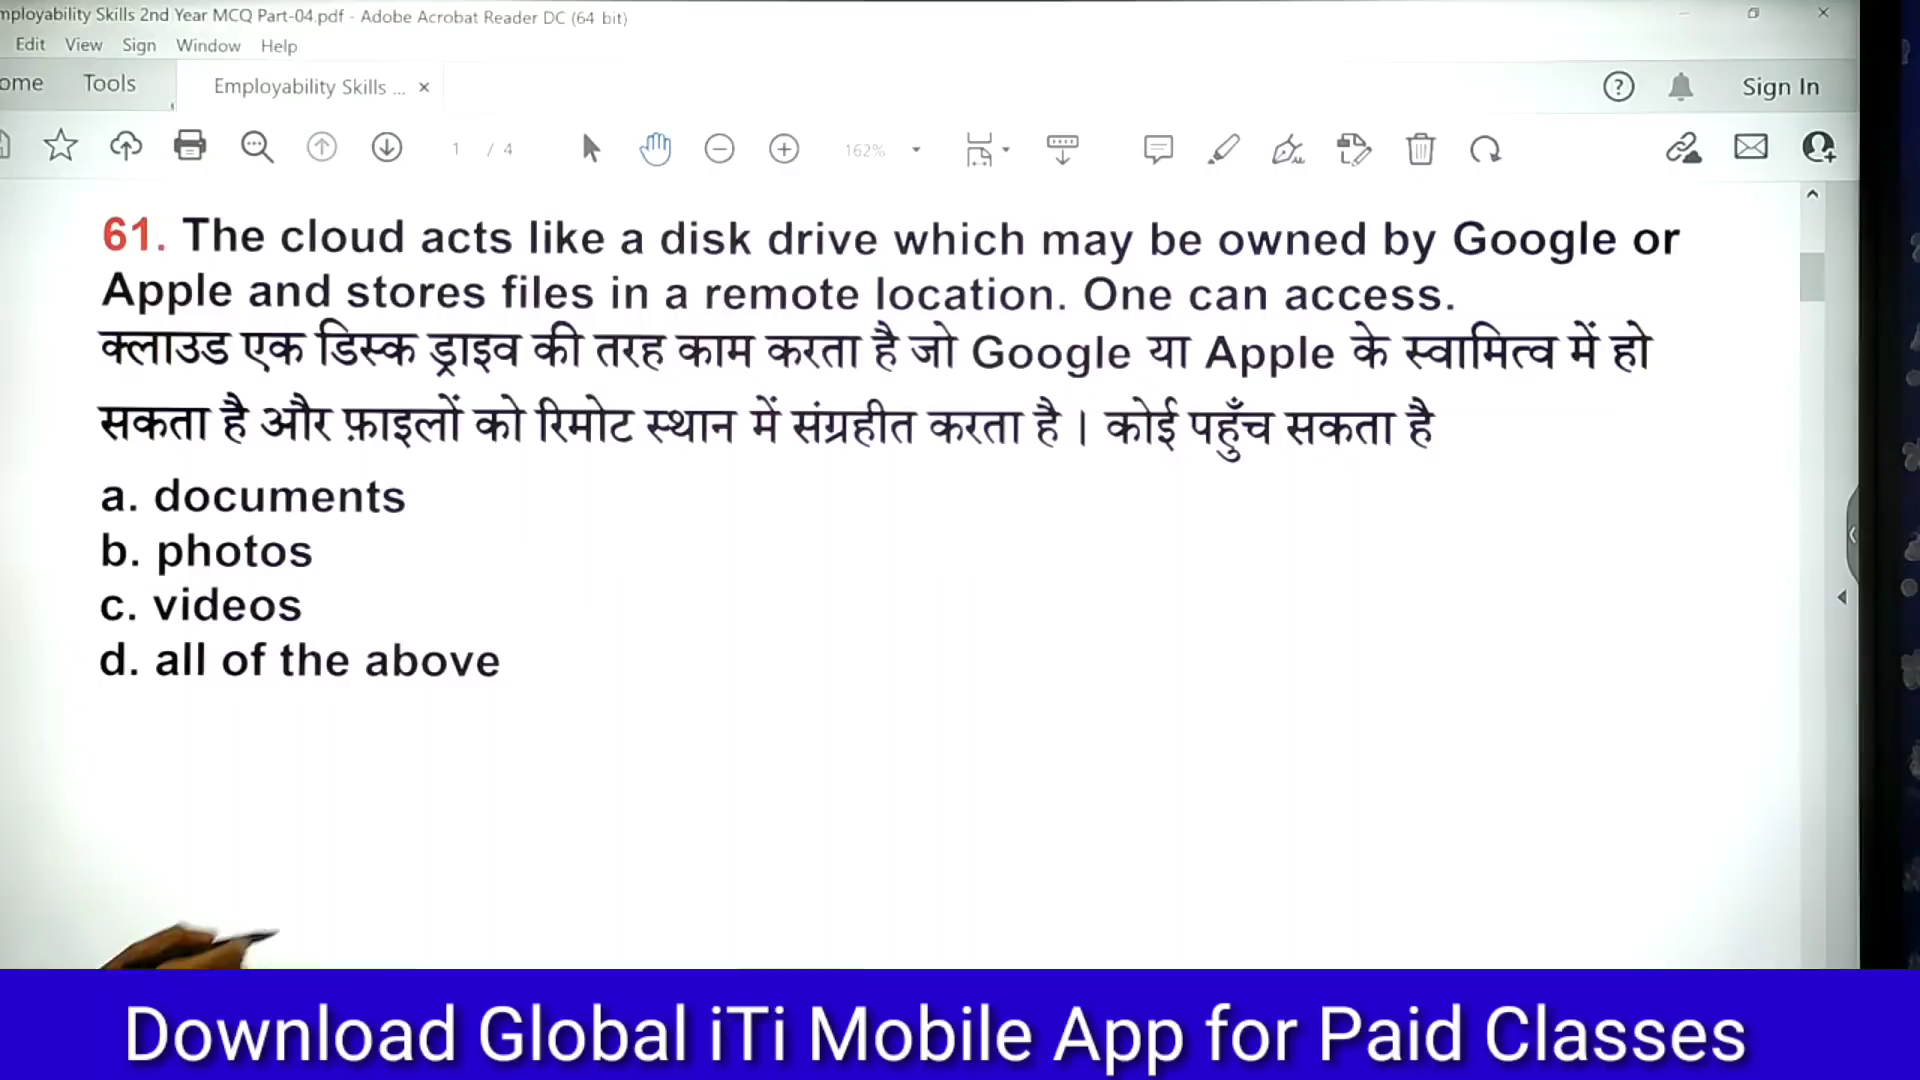 mployability Skills 2nd Year MCQ Part-04.pdf - Adobe Acrobat Reader DC (64 bit)
Edit View Sign Window Help
ome Tools Employability Skills ... × Sign In
1 / 4 162%
61. The cloud acts like a disk drive which may be owned by Google or
Apple and stores files in a remote location. One can access.
क्लाउड एक डिस्क ड्राइव की तरह काम करता है जो Google या Apple के स्वामित्व में हो
सकता है और फ़ाइलों को रिमोट स्थान में संग्रहीत करता है। कोई पहुँच सकता है
a. documents
b. photos
c. videos
d. all of the above
Download Global iTi Mobile App for Paid Classes